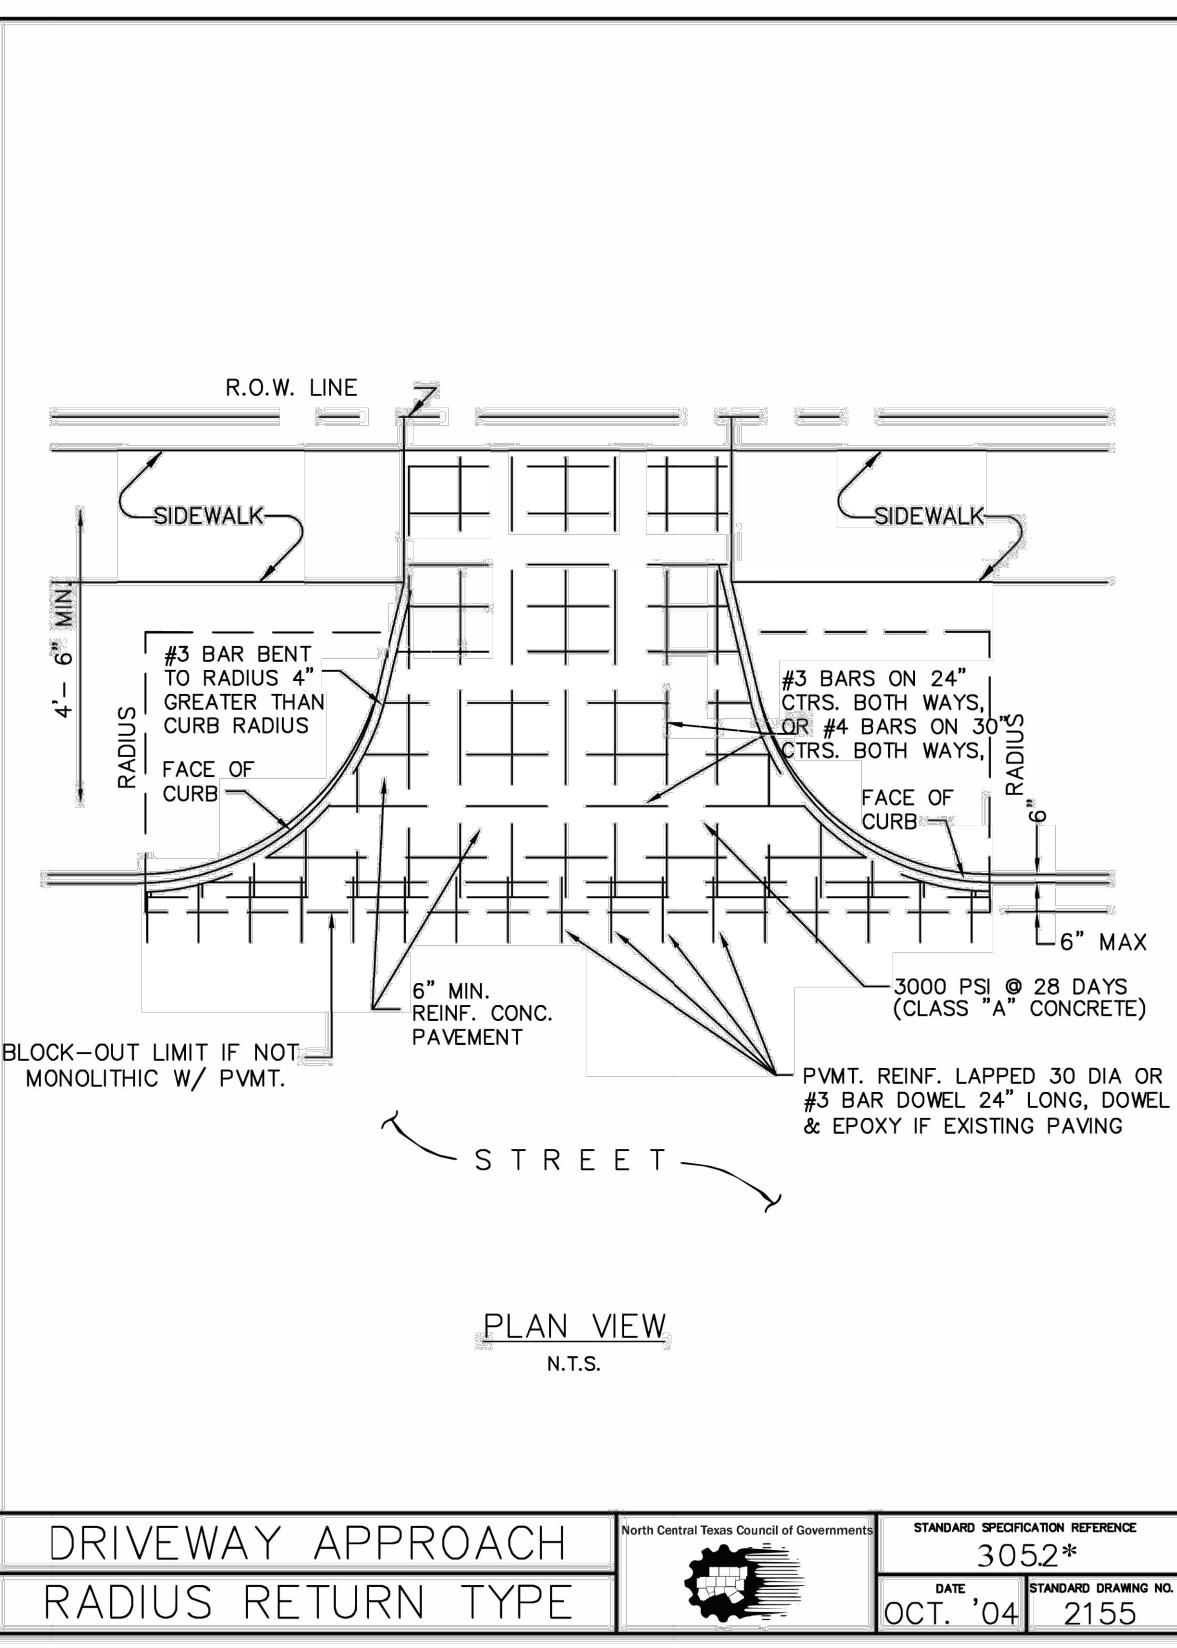 R.O.W. LINE
SIDEWALK
SIDEWALK
4'- 6" MIN.
#3 BAR BENT
TO RADIUS 4"
GREATER THAN
CURB RADIUS
#3 BARS ON 24"
CTRS. BOTH WAYS,
OR #4 BARS ON 30"
CTRS. BOTH WAYS,
RADIUS
RADIUS
FACE OF
CURB
FACE OF
CURB
6"
6" MAX
6" MIN.
REINF. CONC.
PAVEMENT
3000 PSI @ 28 DAYS
(CLASS "A" CONCRETE)
BLOCK-OUT LIMIT IF NOT
MONOLITHIC W/ PVMT.
PVMT. REINF. LAPPED 30 DIA OR
#3 BAR DOWEL 24" LONG, DOWEL
& EPOXY IF EXISTING PAVING
STREET
PLAN VIEW
N.T.S.
DRIVEWAY APPROACH
RADIUS RETURN TYPE
North Central Texas Council of Governments
STANDARD SPECIFICATION REFERENCE
305.2*
DATE
OCT. '04
STANDARD DRAWING NO.
2155